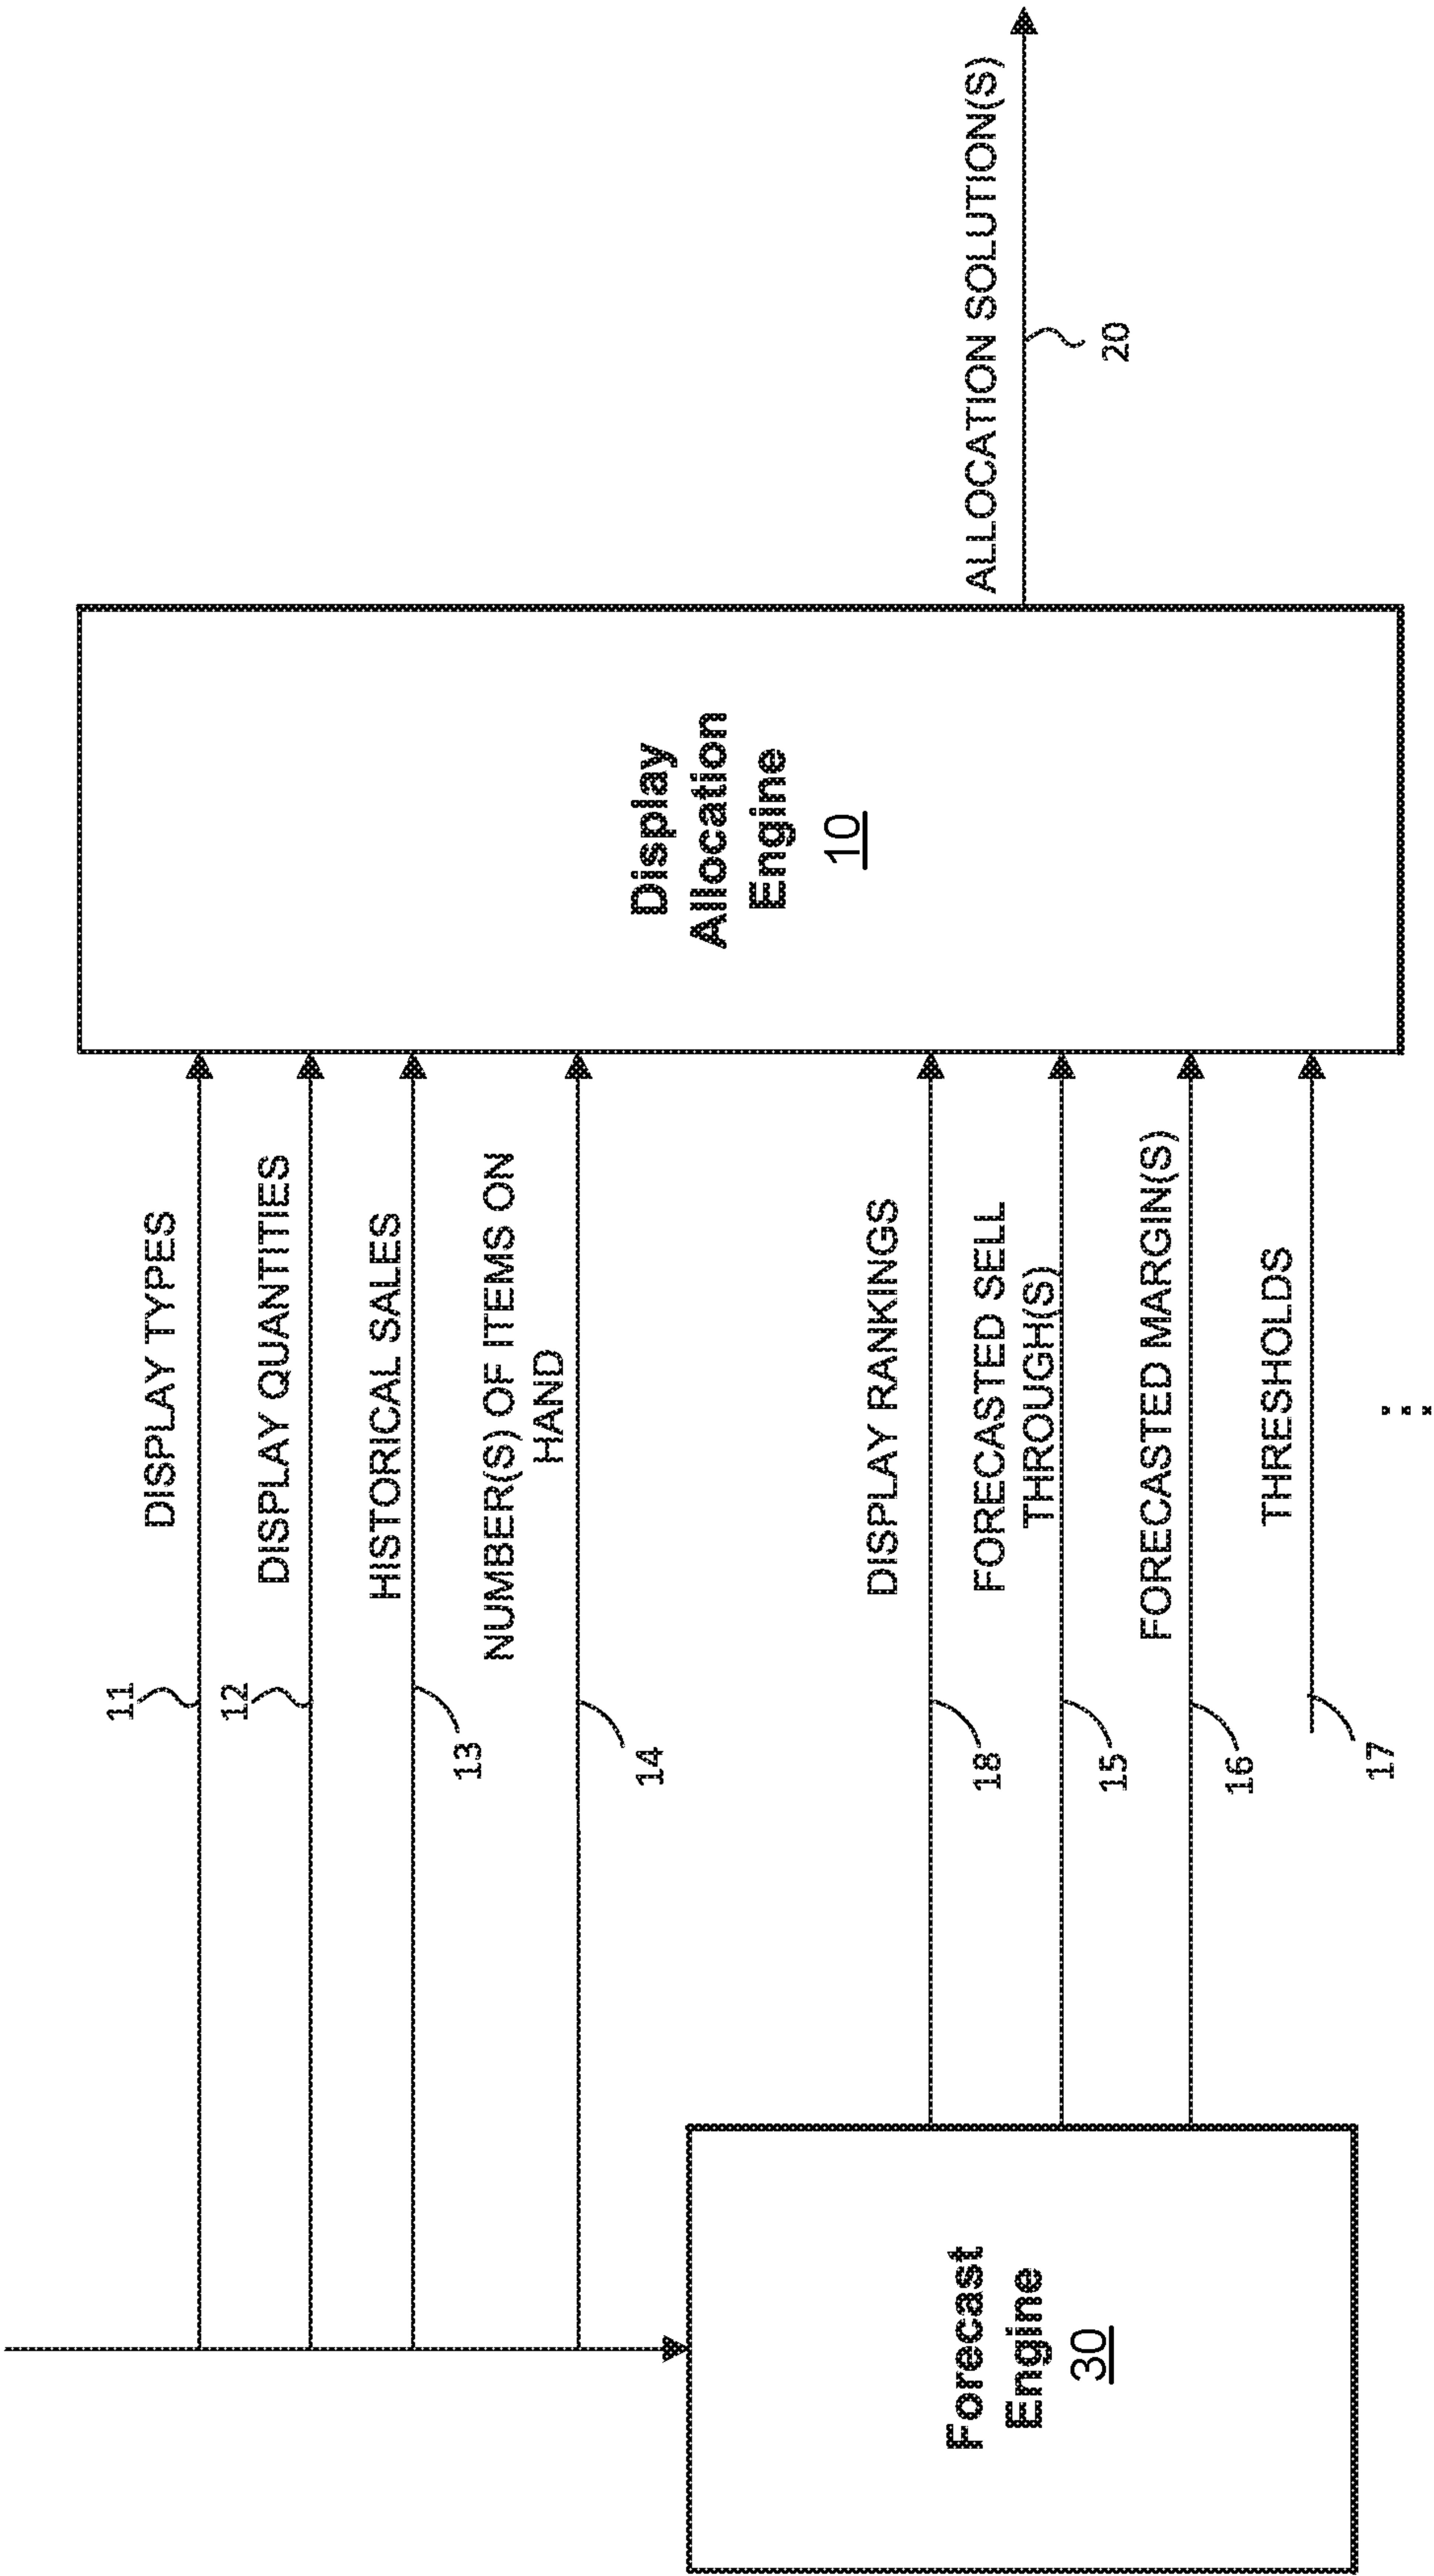 11
DISPLAY TYPES
12
DISPLAY QUANTITIES
13
HISTORICAL SALES
14
NUMBER(S) OF ITEMS ON
HAND
18
DISPLAY RANKINGS
15
FORECASTED SELL
THROUGH(S)
16
FORECASTED MARGIN(S)
17
THRESHOLDS
...
Forecast
Engine
30
Display
Allocation
Engine
10
ALLOCATION SOLUTION(S)
20